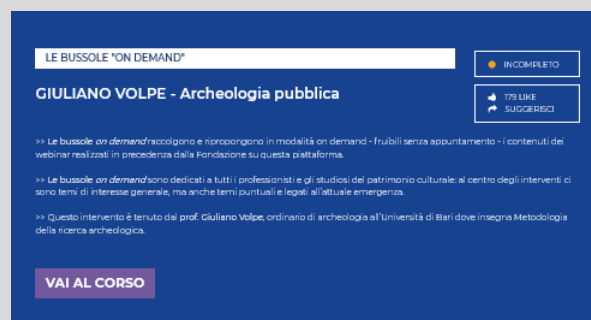 LE BUSSOLE "ON DEMAND"
INCOMPLETO
GIULIANO VOLPE - Archeologia pubblica
179 LIKE
SUGGERISCI
>> Le bussole on demand raccolgono e ripropongono in modalità on demand - fruibili senza appuntamento - i contenuti dei
webinar realizzati in precedenza dalla Fondazione su questa piattaforma.
>> Le bussole on demand sono dedicati a tutti i professionisti e gli studiosi del patrimonio culturale: al centro degli interventi ci
sono temi di interesse generale, ma anche temi puntuali e legati all'attuale emergenza.
>> Questo intervento è tenuto dal prof. Giuliano Volpe, ordinario di archeologia all'Università di Bari dove insegna Metodologia
della ricerca archeologica.
VAI AL CORSO